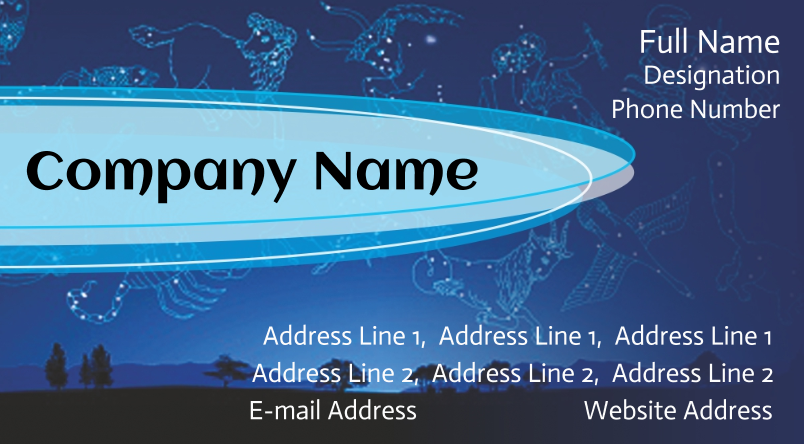 Full Name
Designation
Phone Number
Company Name
Address Line 1, Address Line 1, Address Line 1
Address Line 2, Address Line 2, Address Line 2
E-mail Address Website Address